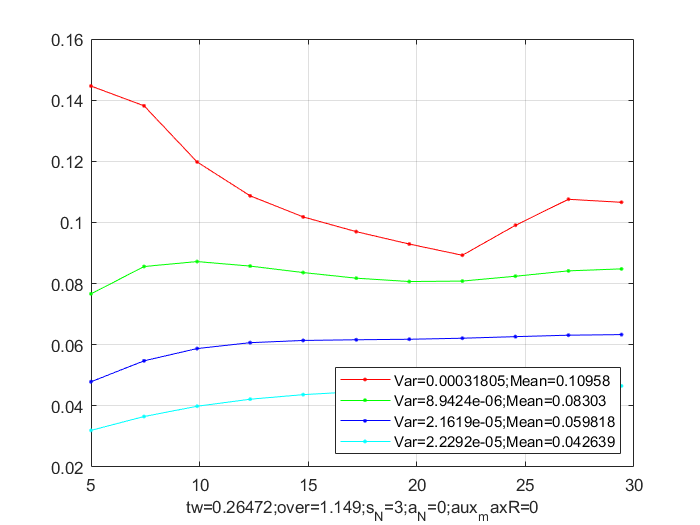 0.16
0.14
0.12
0.1
0.08
0.06
0.04
0.02
Var=0.00031805;Mean=0.10958
Var=8.9424e-06;Mean=0.08303
Var=2.1619e-05;Mean=0.059818
Var=2.2292e-05;Mean=0.042639
5 10 15 20 25 30
tw=0.26472;over=1.149;s_N=3;a_N=0;aux_maxR=0